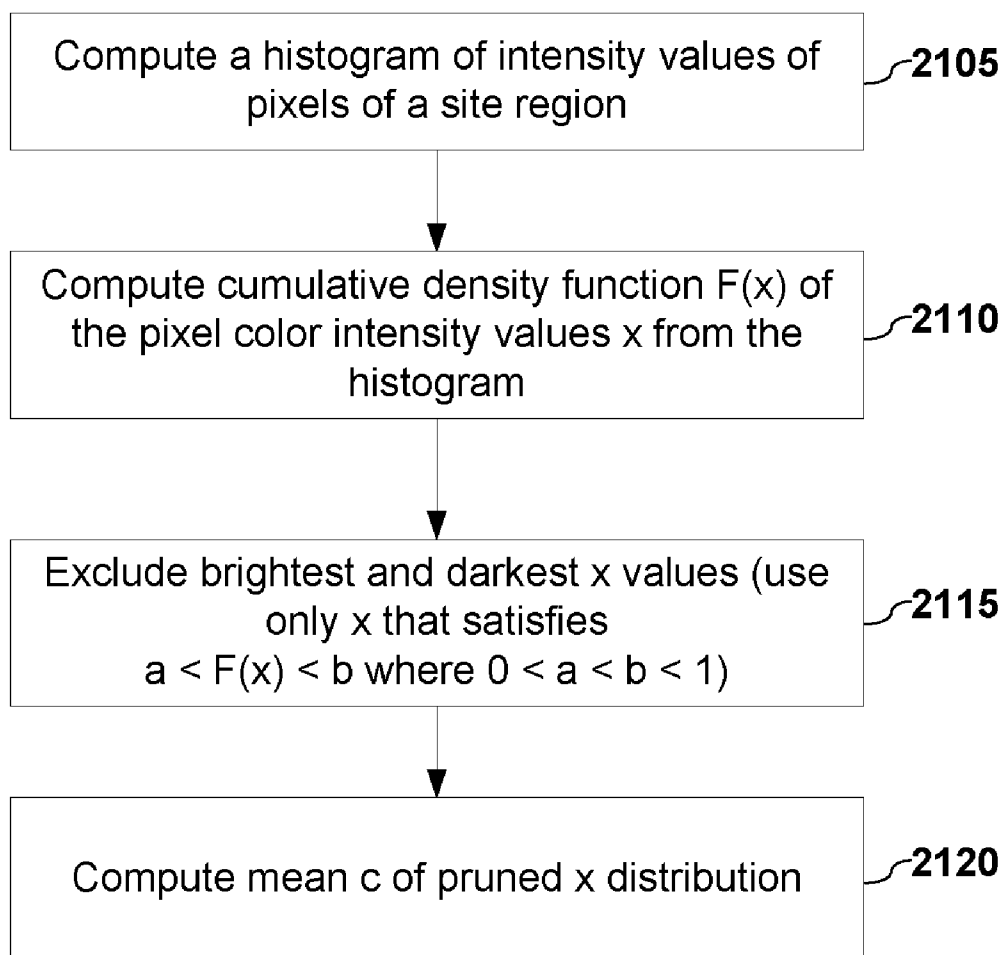 Compute a histogram of intensity values of
pixels of a site region
2105
Compute cumulative density function F(x) of
the pixel color intensity values x from the
histogram
2110
Exclude brightest and darkest x values (use
only x that satisfies
a < F(x) < b where 0 < a < b < 1)
2115
Compute mean c of pruned x distribution
2120